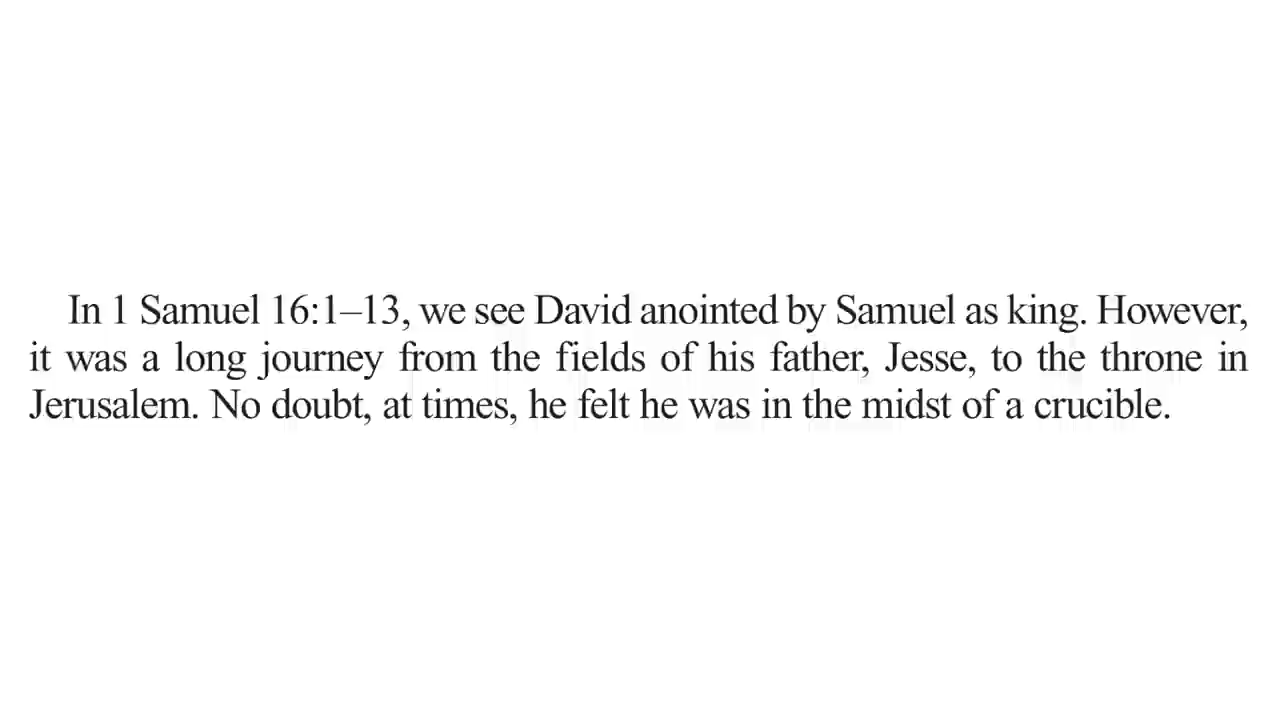 In 1 Samuel 16:1–13, we see David anointed by Samuel as king. However,
it was a long journey from the fields of his father, Jesse, to the throne in
Jerusalem. No doubt, at times, he felt he was in the midst of a crucible.